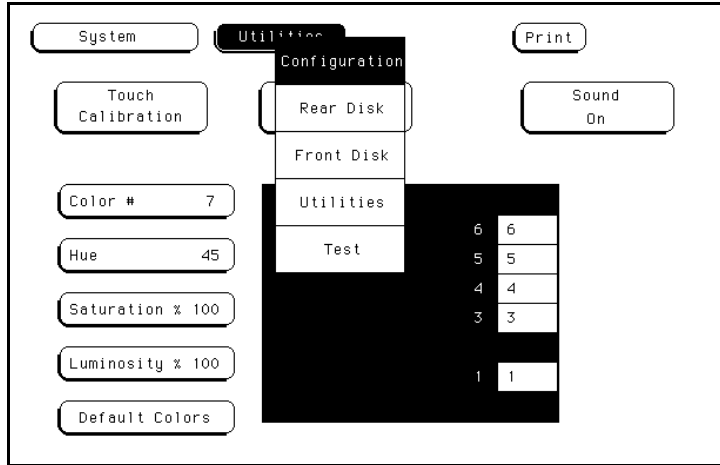 System
Utilities
Print
Configuration
Rear Disk
Front Disk
Utilities
Test
Touch
Calibration
Sound
On
Color # 7
Hue 45
Saturation % 100
Luminosity % 100
Default Colors
6 6
5 5
4 4
3 3
1 1